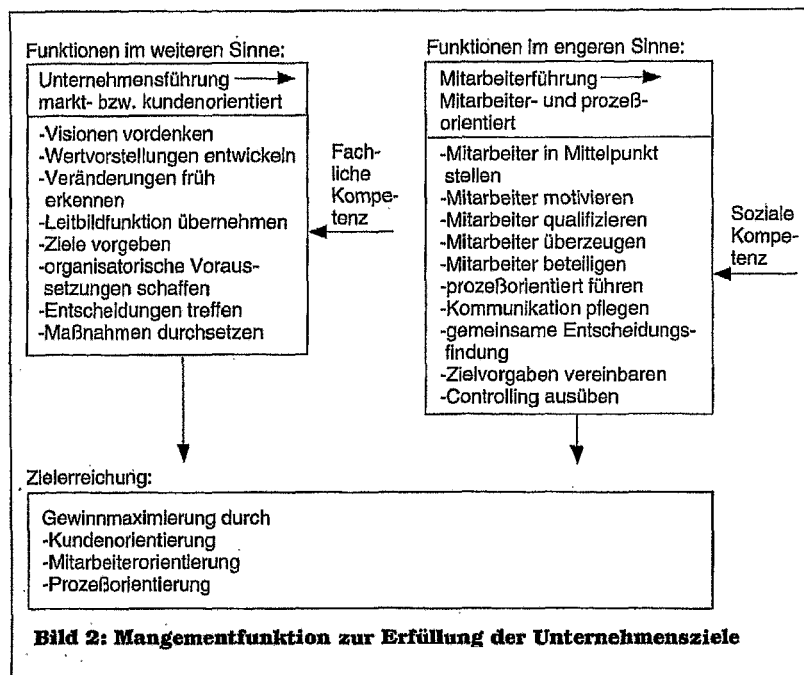 Funktionen im weiteren Sinne:
Unternehmensführung
markt- bzw. kundenorientiert
-Visionen vordenken
-Wertvorstellungen entwickeln
-Veränderungen früh
erkennen
-Leitbildfunktion übernehmen
-Ziele vorgeben
-organisatorische Voraus-
setzungen schaffen
-Entscheidungen treffen
-Maßnahmen durchsetzen
Fach-
liche
Kompe-
tenz
Funktionen im engeren Sinne:
Mitarbeiterführung
Mitarbeiter- und prozeß-
orientiert
-Mitarbeiter in Mittelpunkt
stellen
-Mitarbeiter motivieren
-Mitarbeiter qualifizieren
-Mitarbeiter überzeugen
-Mitarbeiter beteiligen
-prozeßorientiert führen
-Kommunikation pflegen
-gemeinsame Entscheidungs-
findung
-Zielvorgaben vereinbaren
-Controlling ausüben
Soziale
Kompe-
tenz
Zielerreichung:
Gewinnmaximierung durch
-Kundenorientierung
-Mitarbeiterorientierung
-Prozeßorientierung
Bild 2: Mangementfunktion zur Erfüllung der Unternehmensziele